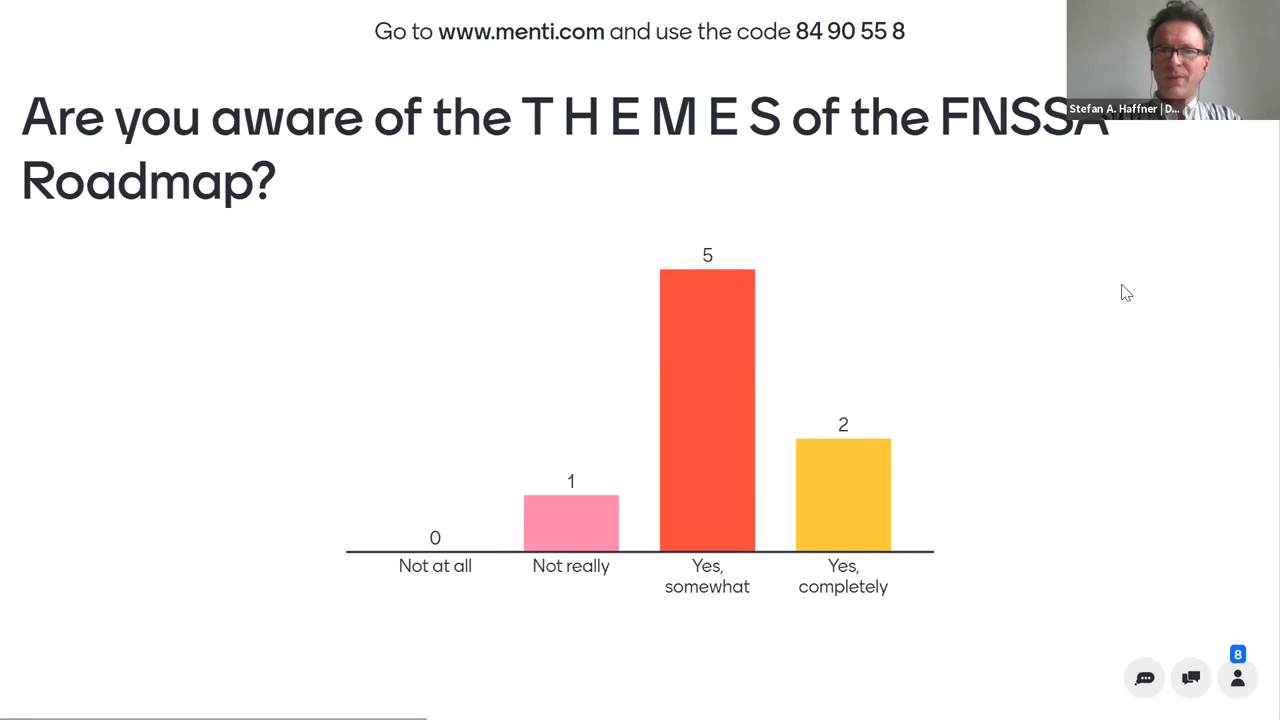 Go to www.menti.com and use the code 84 90 55 8
Stefan A. Haffner | D...
Are you aware of the T H E M E S of the FNSSA
Roadmap?
5
2
1
0
Not at all
Not really
Yes,
somewhat
Yes,
completely
8